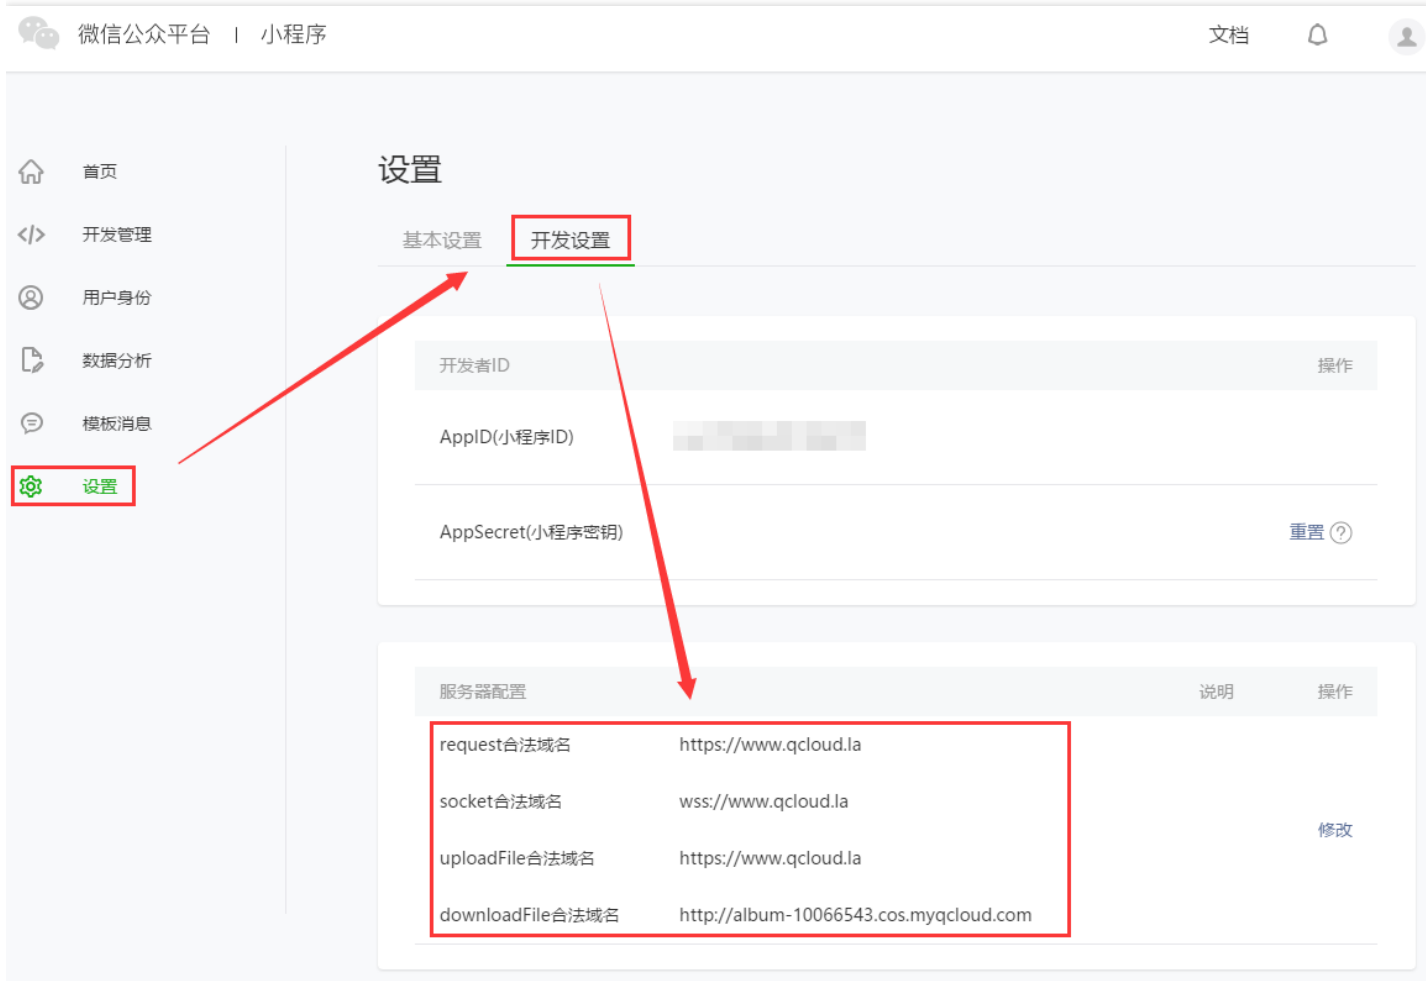 微信公众平台 | 小程序
文档
首页
开发管理
用户身份
数据分析
模板消息
设置
设置
基本设置 开发设置
开发者ID 操作
AppID(小程序ID)
AppSecret(小程序密钥) 重置
服务器配置 说明 操作
request合法域名 https://www.qcloud.la
socket合法域名 wss://www.qcloud.la
修改
uploadFile合法域名 https://www.qcloud.la
downloadFile合法域名 http://album-10066543.cos.myqcloud.com